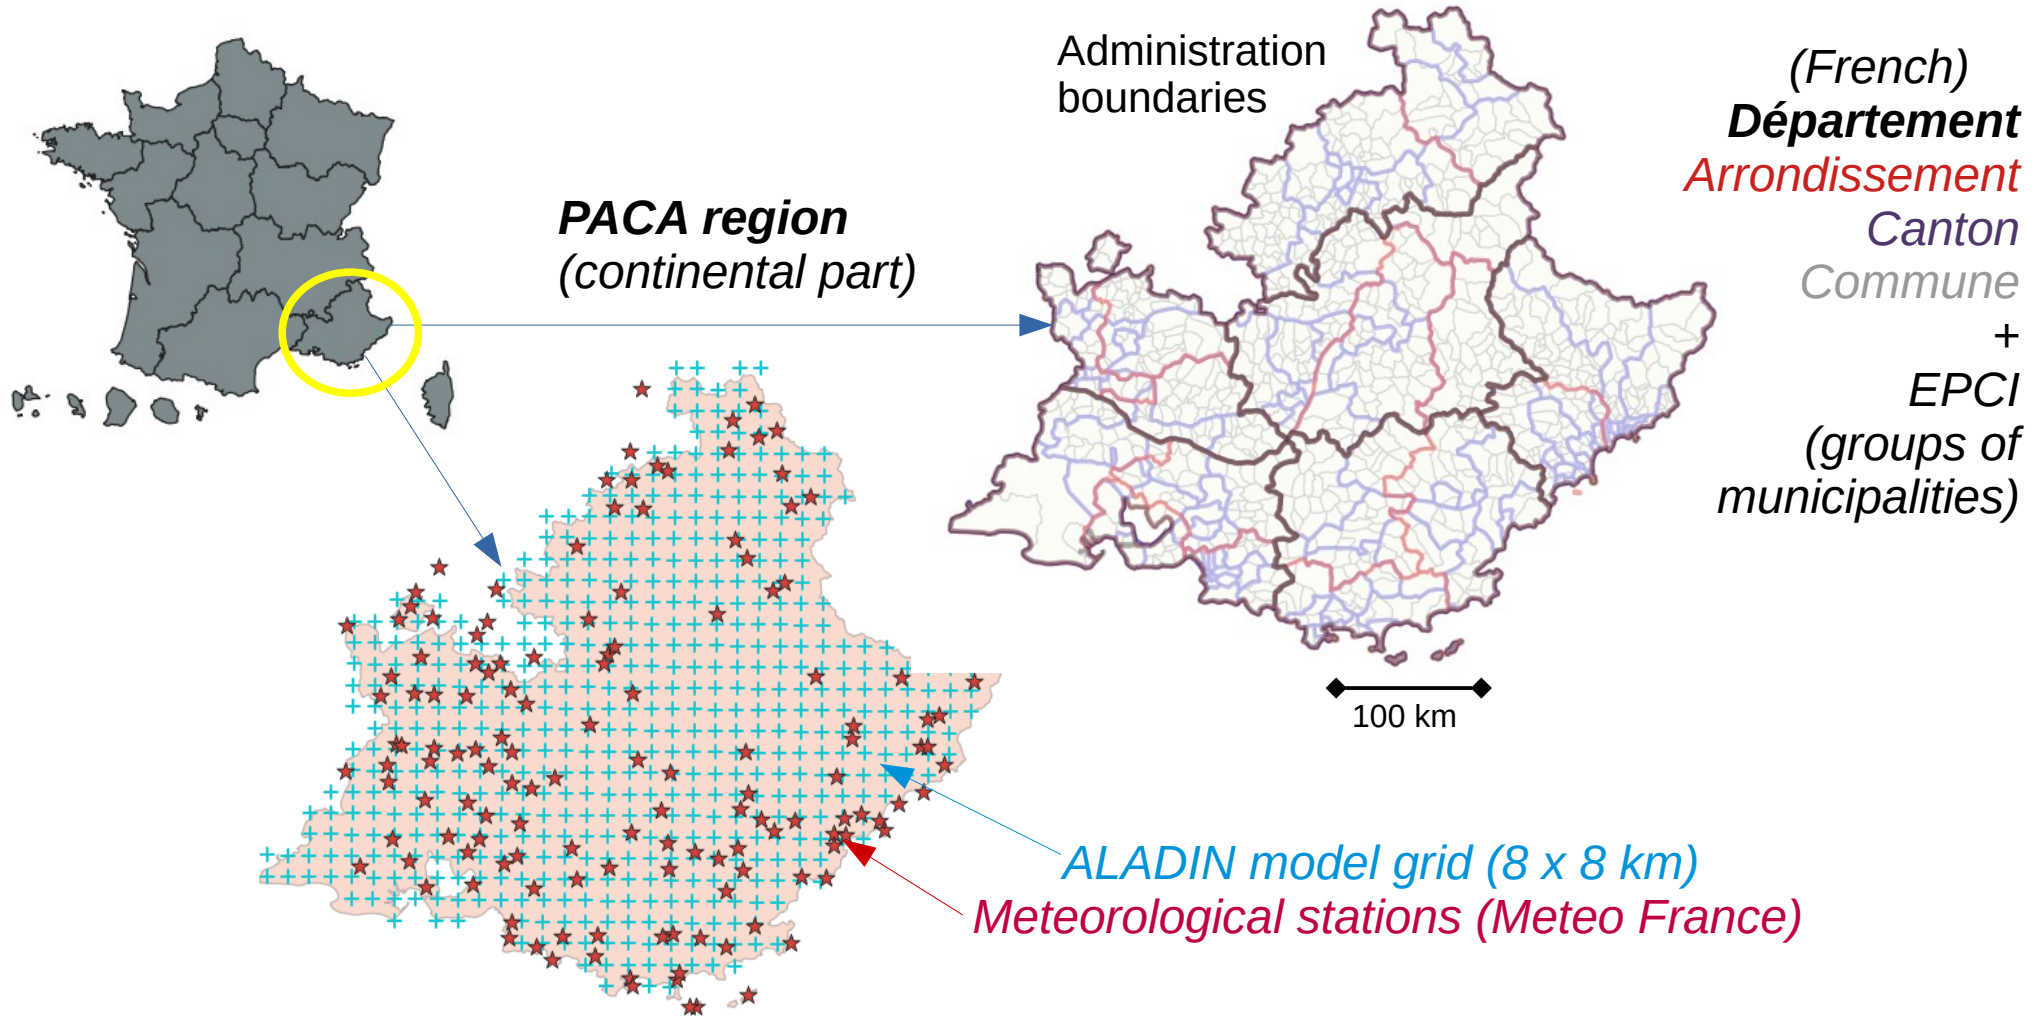 Administration
boundaries
(French)
Département
Arrondissement
Canton
Commune
+
EPCI
(groups of
municipalities)
PACA region
(continental part)
100 km
ALADIN model grid (8 x 8 km)
Meteorological stations (Meteo France)